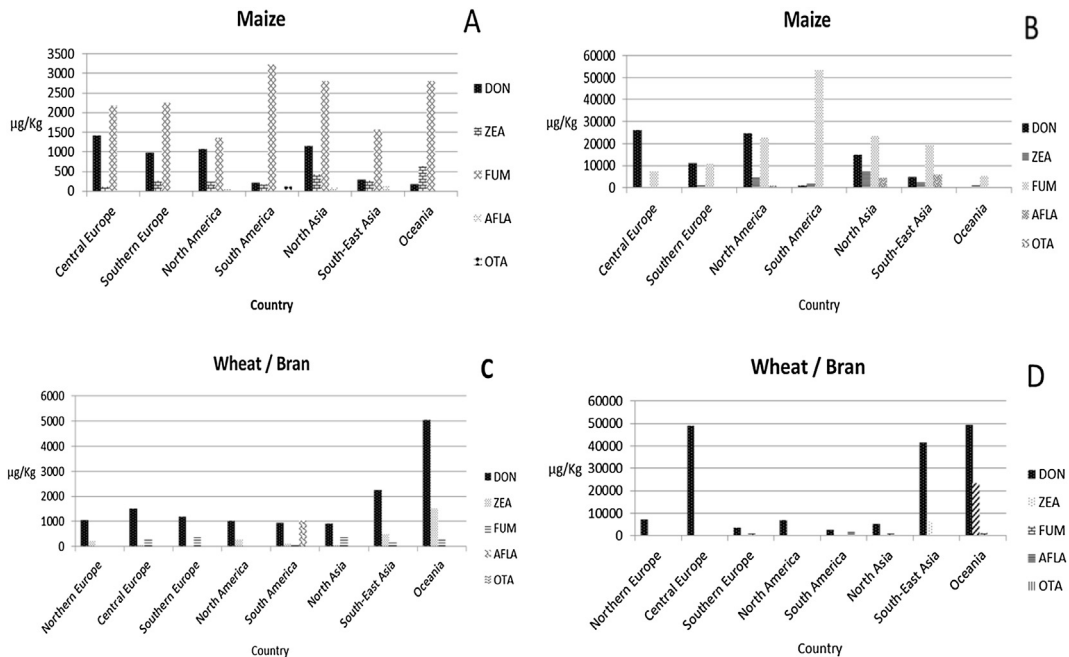 Maize
A
3500
3000
2500
2000
1500
1000
500
0
µg/Kg
Central Europe
Southern Europe
North America
South America
North Asia
South-East Asia
Oceania
Country
DON
ZEA
FUM
AFLA
OTA
Maize
B
60000
50000
40000
30000
20000
10000
0
µg/Kg
Central Europe
Southern Europe
North America
South America
North Asia
South-East Asia
Oceania
Country
DON
ZEA
FUM
AFLA
OTA
Wheat / Bran
C
6000
5000
4000
3000
2000
1000
0
µg/Kg
Northern Europe
Central Europe
Southern Europe
North America
South America
North Asia
South-East Asia
Oceania
Country
DON
ZEA
FUM
AFLA
OTA
Wheat / Bran
D
60000
50000
40000
30000
20000
10000
0
µg/Kg
Northern Europe
Central Europe
Southern Europe
North America
South America
North Asia
South-East Asia
Oceania
Country
DON
ZEA
FUM
AFLA
OTA